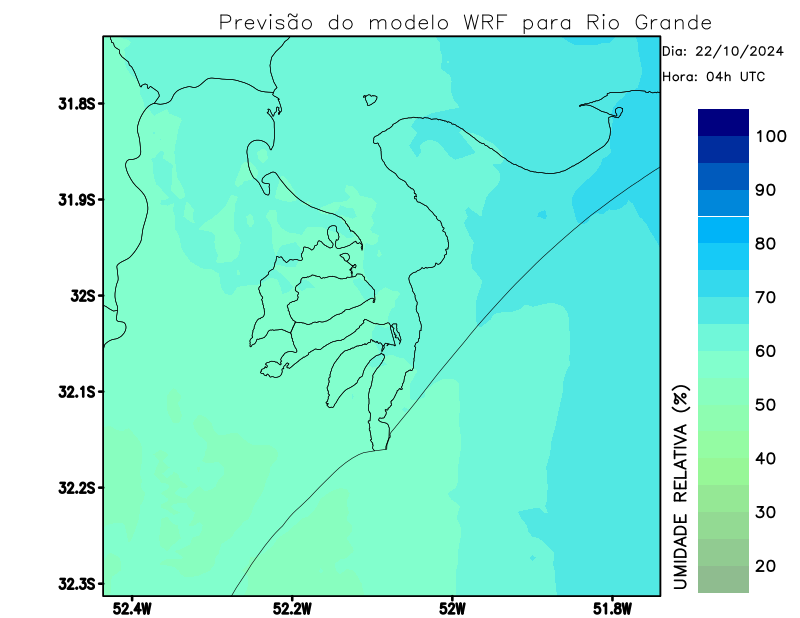 Previsão do modelo WRF para Rio Grande
Dia: 22/10/2024
Hora: 04h UTC
31.8S
31.9S
32S
32.1S
32.2S
32.3S
52.4W 52.2W 52W 51.8W
100
90
80
70
60
50
40
30
20
UMIDADE RELATIVA (%)